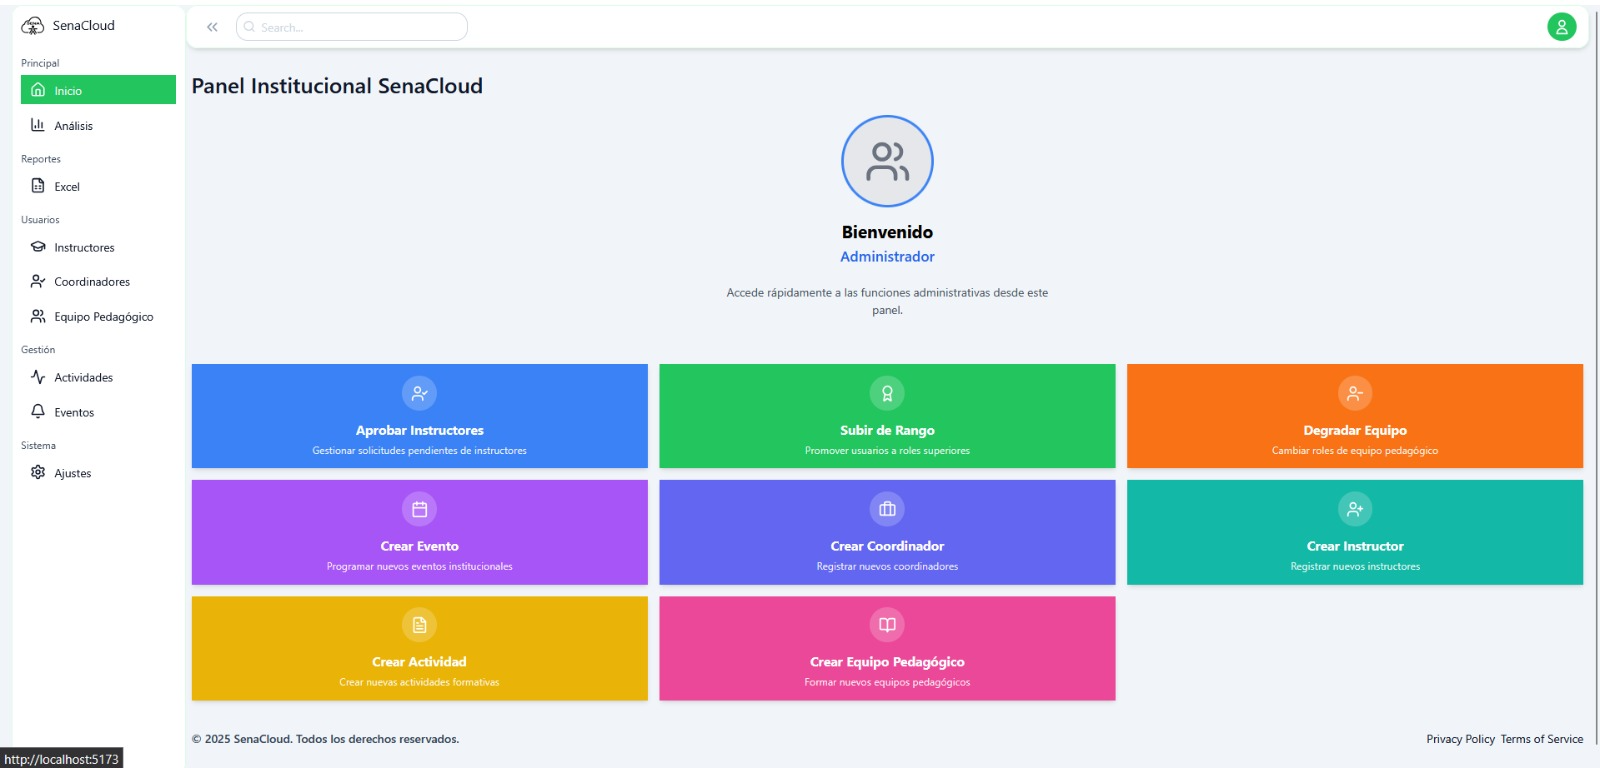 SenaCloud
Search...
Principal
Inicio
Análisis
Reportes
Excel
Usuarios
Instructores
Coordinadores
Equipo Pedagógico
Gestión
Actividades
Eventos
Sistema
Ajustes
Panel Institucional SenaCloud
Bienvenido
Administrador
Accede rápidamente a las funciones administrativas desde este
panel.
Aprobar Instructores
Gestionar solicitudes pendientes de instructores
Subir de Rango
Promover usuarios a roles superiores
Degradar Equipo
Cambiar roles de equipo pedagógico
Crear Evento
Programar nuevos eventos institucionales
Crear Coordinador
Registrar nuevos coordinadores
Crear Instructor
Registrar nuevos instructores
Crear Actividad
Crear nuevas actividades formativas
Crear Equipo Pedagógico
Formar nuevos equipos pedagógicos
© 2025 SenaCloud. Todos los derechos reservados.
Privacy Policy Terms of Service
http://localhost:5173